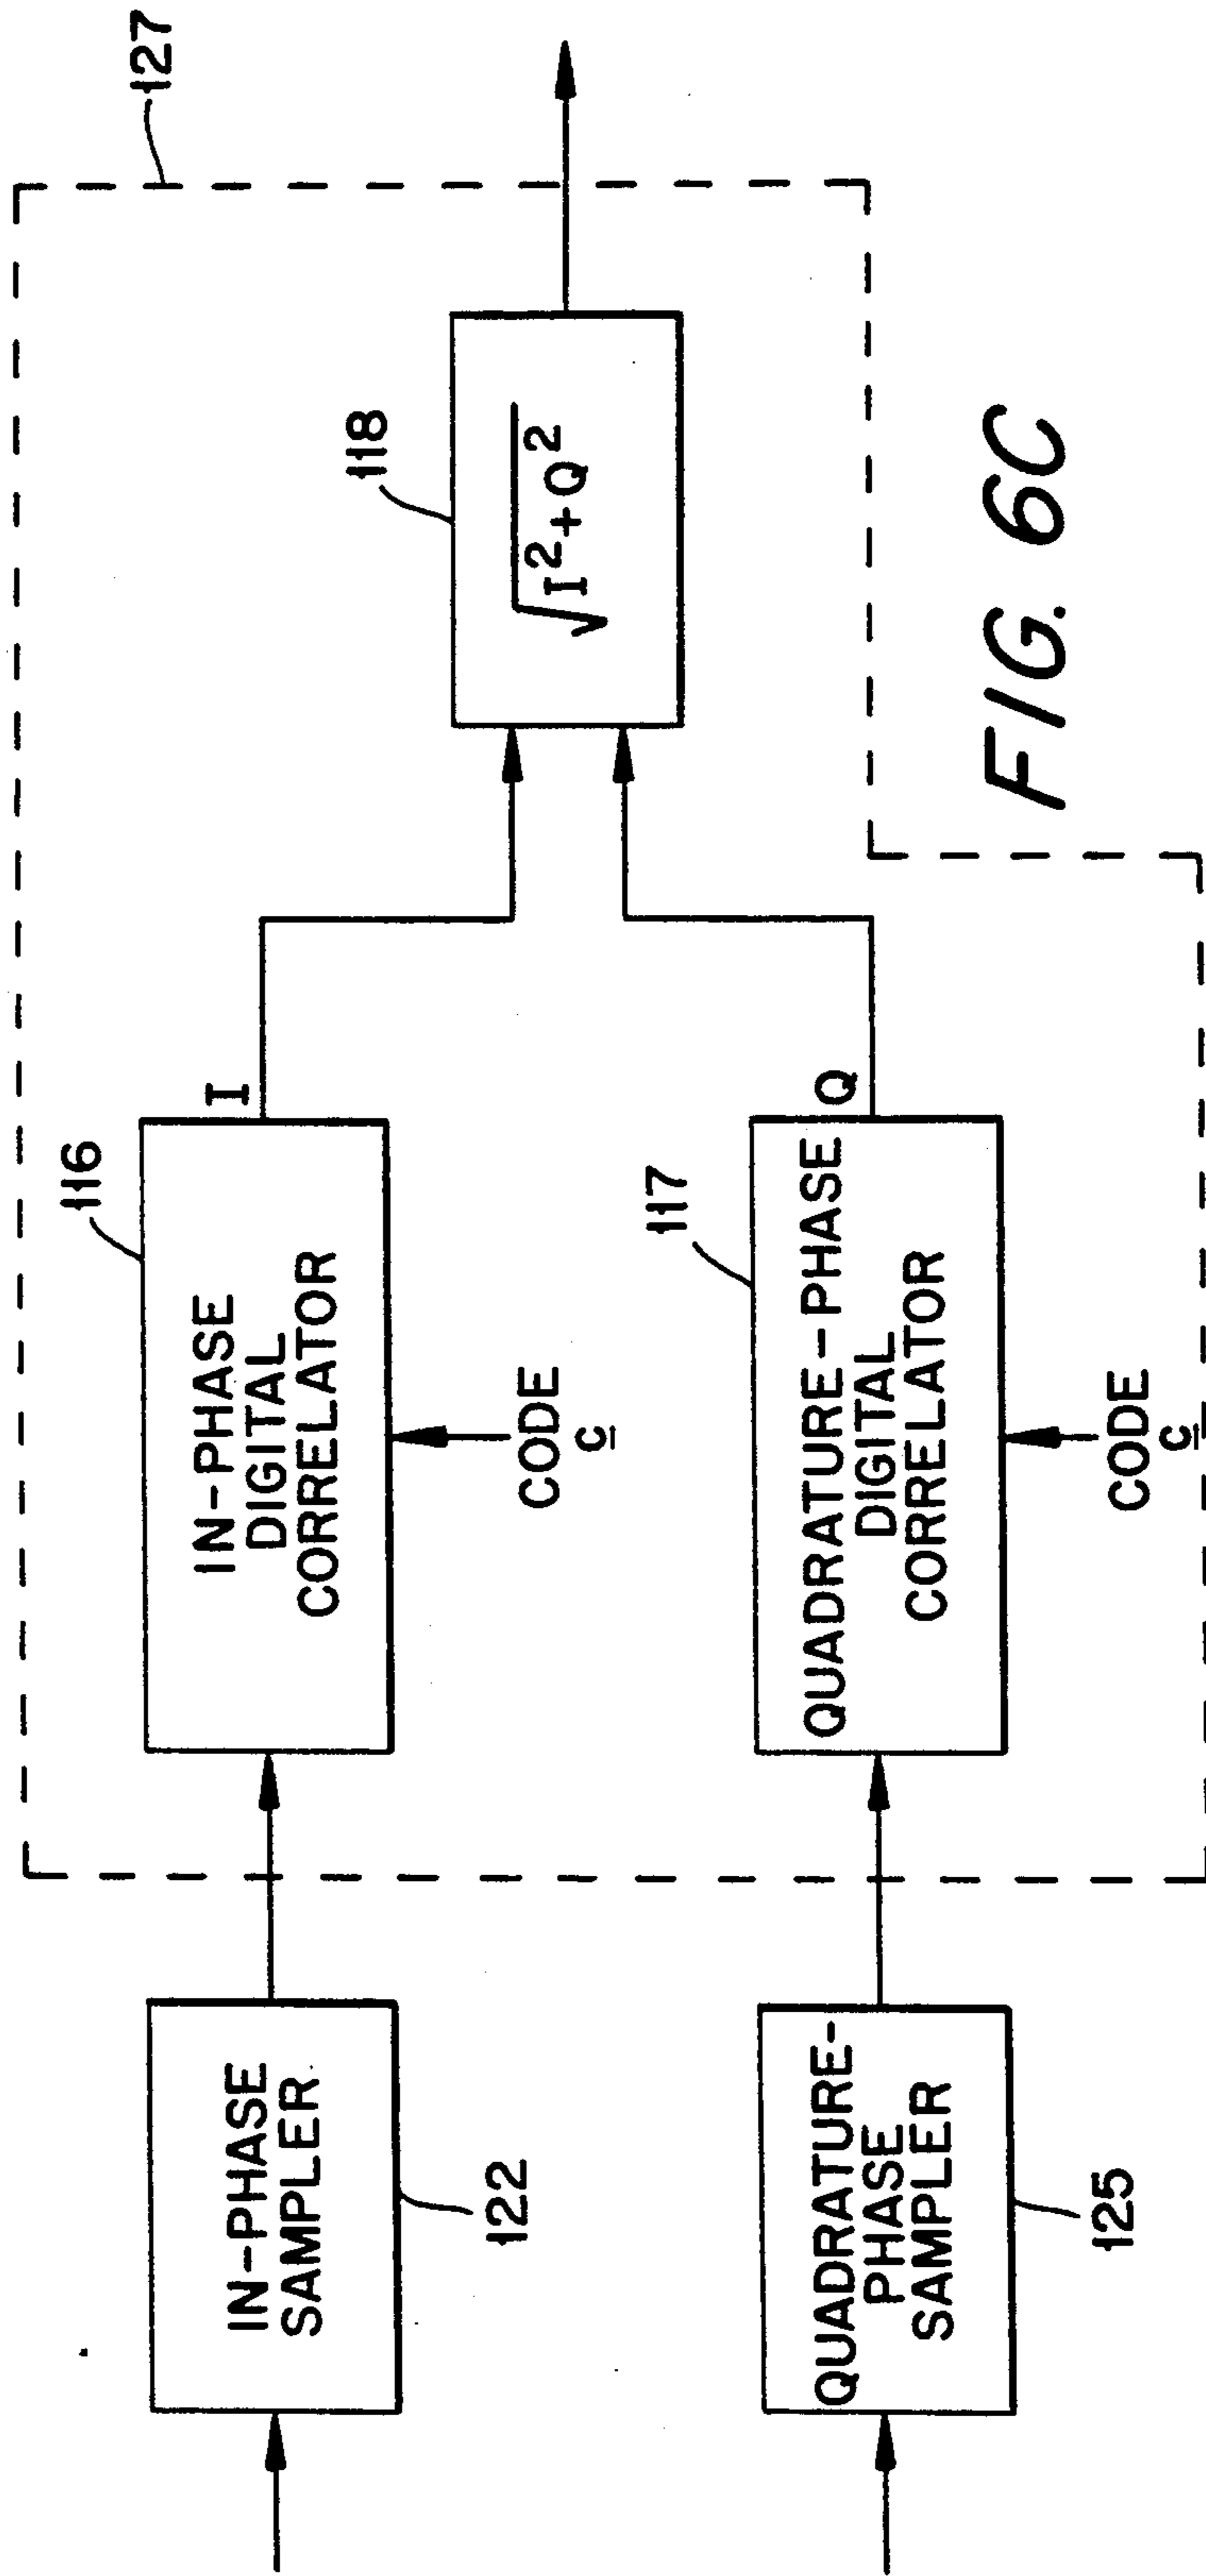 127
116
IN-PHASE
DIGITAL
CORRELATOR
I
CODE
c
118
√I²+Q²
IN-PHASE
SAMPLER
122
117
QUADRATURE-PHASE
DIGITAL
CORRELATOR
Q
CODE
c
QUADRATURE-
PHASE
SAMPLER
125
FIG. 6C